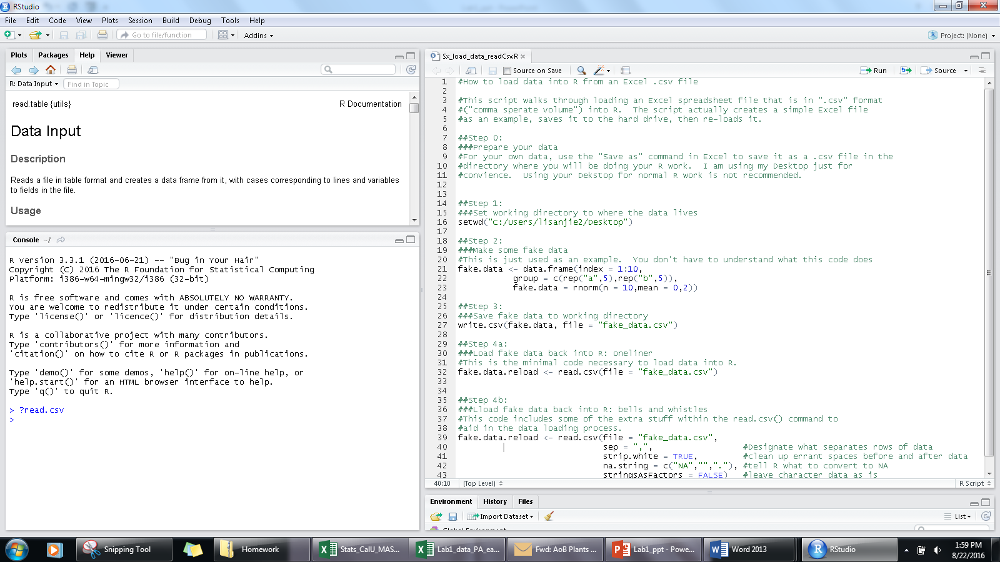 RStudio
File Edit Code View Plots Session Build Debug Tools Help
Go to file/function Addins Project: (None)
Plots Packages Help Viewer
R: Data Input Find in Topic
read.table {utils} R Documentation
Data Input
Description
Reads a file in table format and creates a data frame from it, with cases corresponding to lines and variables
to fields in the file.
Usage
Console ~/
R version 3.3.1 (2016-06-21) -- "Bug in Your Hair"
Copyright (C) 2016 The R Foundation for Statistical Computing
Platform: i386-w64-mingw32/i386 (32-bit)
R is free software and comes with ABSOLUTELY NO WARRANTY.
You are welcome to redistribute it under certain conditions.
Type 'license()' or 'licence()' for distribution details.
R is a collaborative project with many contributors.
Type 'contributors()' for more information and
'citation()' on how to cite R or R packages in publications.
Type 'demo()' for some demos, 'help()' for on-line help, or
'help.start()' for an HTML browser interface to help.
Type 'q()' to quit R.
> ?read.csv
>
Sx_load_data_readCsv.R
Source on Save Run Source
1 #How to load data into R from an Excel .csv file
2
3 #This script walks through loading an Excel spreadsheet file that is in ".csv" format
4 #("comma sperate volume") into R.  The script actually creates a simple Excel file
5 #as an example, saves it to the hard drive, then re-loads it.
6
7 ##Step 0:
8 ###Prepare your data
9 #For your own data, use the "Save as" command in Excel to save it as a .csv file in the
10 #directory where you will be doing your R work.  I am using my Desktop just for
11 #convience.  Using your Dekstop for normal R work is not recommended.
12
13
14 ##Step 1:
15 ###Set working directory to where the data lives
16 setwd("C:/Users/lisanjie2/Desktop")
17
18 ##Step 2:
19 ###Make some fake data
20 #This is just used as an example.  You don't have to understand what this code does
21 fake.data <- data.frame(index = 1:10,
22 group = c(rep("a",5),rep("b",5)),
23 fake.data = rnorm(n = 10,mean = 0,2))
24
25 ##Step 3:
26 ###Save fake data to working directory
27 write.csv(fake.data, file = "fake_data.csv")
28
29 ##Step 4a:
30 ###Load fake data back into R: oneliner
31 #This is the minimal code necessary to load data into R.
32 fake.data.reload <- read.csv(file = "fake_data.csv")
33
34
35 ##Step 4b:
36 ###Lload fake data back into R: bells and whistles
37 #This code includes some of the extra stuff within the read.csv() command to
38 #aid in the data loading process.
39 fake.data.reload <- read.csv(file = "fake_data.csv",
40 sep = ",", #Designate what separates rows of data
41 strip.white = TRUE, #clean up errant spaces before and after data
42 na.string = c("NA","","."), #tell R what to convert to NA
43 stringsAsFactors = FALSE) #leave character data as is
40:10 (Top Level) R Script
Environment History Files
Import Dataset List
Global Environment
Snipping Tool Homework Stats_CalU_MAS... Lab1_data_PA_ea... Fwd: AoB Plants ... Lab1_ppt - Powe... Word 2013 RStudio
1:59 PM
8/22/2016